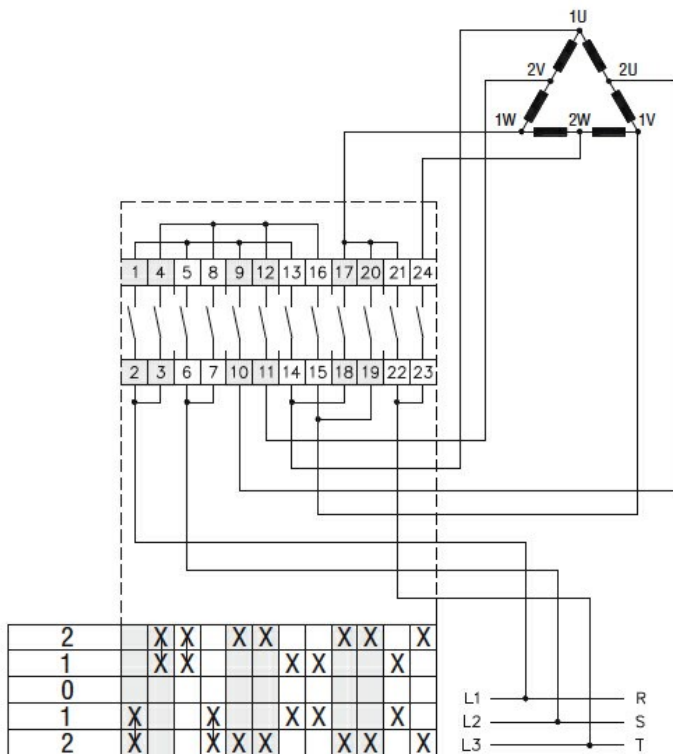 1U
2V 2U
1W 2W 1V
1 4 5 8 9 12 13 16 17 20 21 24
2 3 6 7 10 11 14 15 18 19 22 23
2 X X X X X X X
1 X X X X X
0
1 X X X X X
2 X X X X X X X
L1 R
L2 S
L3 T